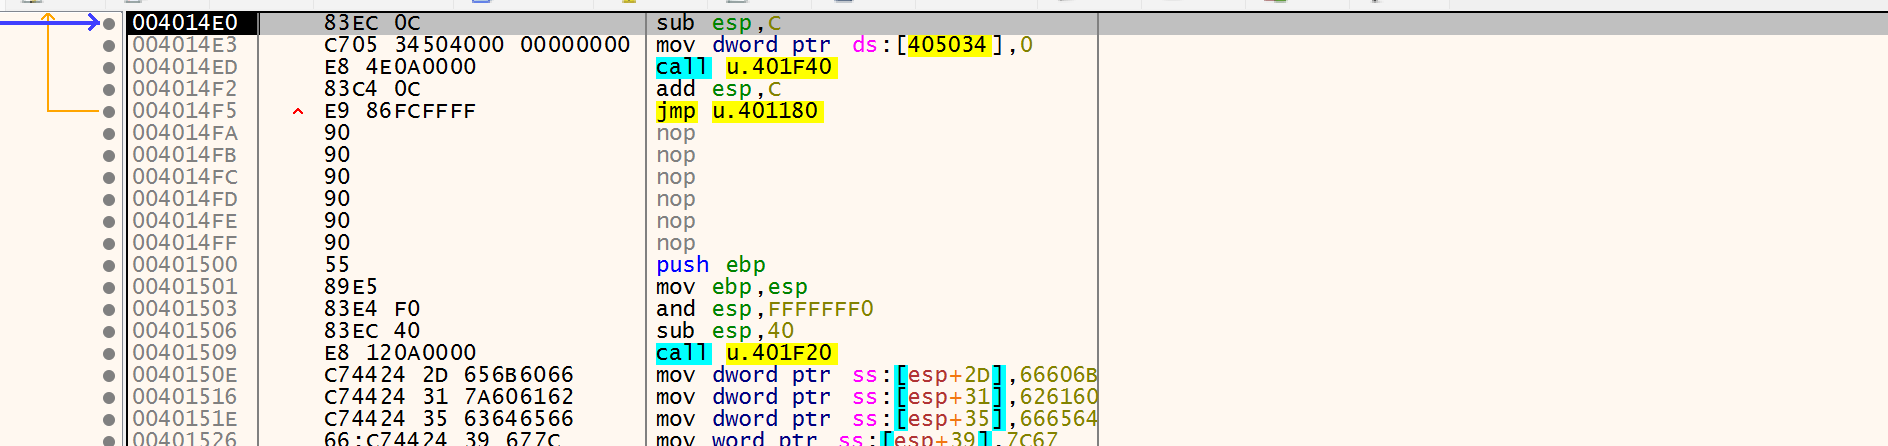 004014E0 83EC 0C sub esp,C
004014E3 C705 34504000 00000000 mov dword ptr ds:[405034],0
004014ED E8 4E0A0000 call u.401F40
004014F2 83C4 0C add esp,C
004014F5 ^ E9 86FCFFFF jmp u.401180
004014FA 90 nop
004014FB 90 nop
004014FC 90 nop
004014FD 90 nop
004014FE 90 nop
004014FF 90 nop
00401500 55 push ebp
00401501 89E5 mov ebp,esp
00401503 83E4 F0 and esp,FFFFFFF0
00401506 83EC 40 sub esp,40
00401509 E8 120A0000 call u.401F20
0040150E C74424 2D 656B6066 mov dword ptr ss:[esp+2D],66606B
00401516 C74424 31 7A606162 mov dword ptr ss:[esp+31],626160
0040151E C74424 35 63646566 mov dword ptr ss:[esp+35],666564
00401526 66:C74424 39 677C mov word ptr ss:[esp+39],7C67